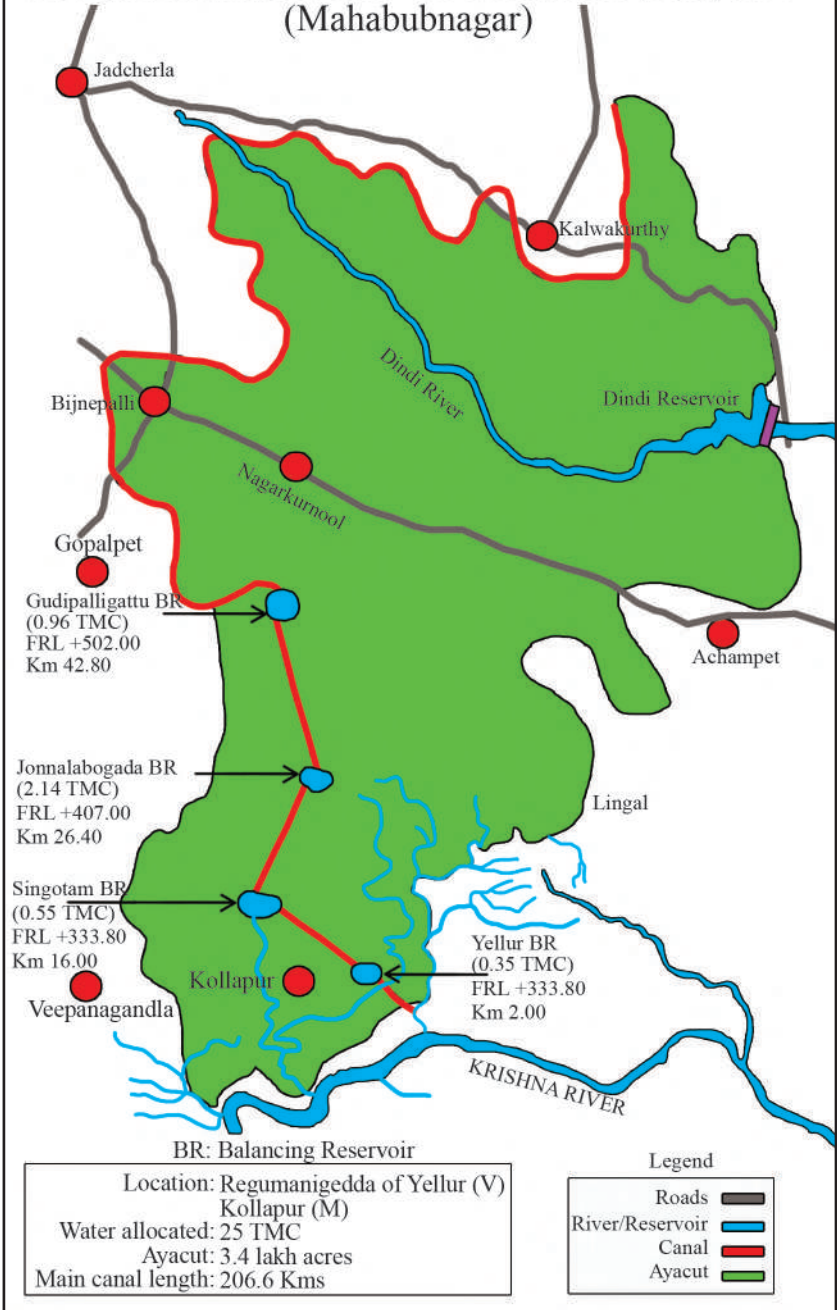 (Mahabubnagar)
Jadcherla
Kalwakurthy
Dindi River
Dindi Reservoir
Bijnepalli
Nagarkurnool
Gopalpet
Gudipalligattu BR
(0.96 TMC)
FRL +502.00
Km 42.80
Achampet
Jonnalabogada BR
(2.14 TMC)
FRL +407.00
Km 26.40
Lingal
Singotam BR
(0.55 TMC)
FRL +333.80
Km 16.00
Yellur BR
(0.35 TMC)
FRL +333.80
Km 2.00
Kollapur
Veepanagandla
KRISHNA RIVER
BR: Balancing Reservoir
Location: Regumanigedda of Yellur (V)
Kollapur (M)
Water allocated: 25 TMC
Ayacut: 3.4 lakh acres
Main canal length: 206.6 Kms
Legend
Roads
River/Reservoir
Canal
Ayacut